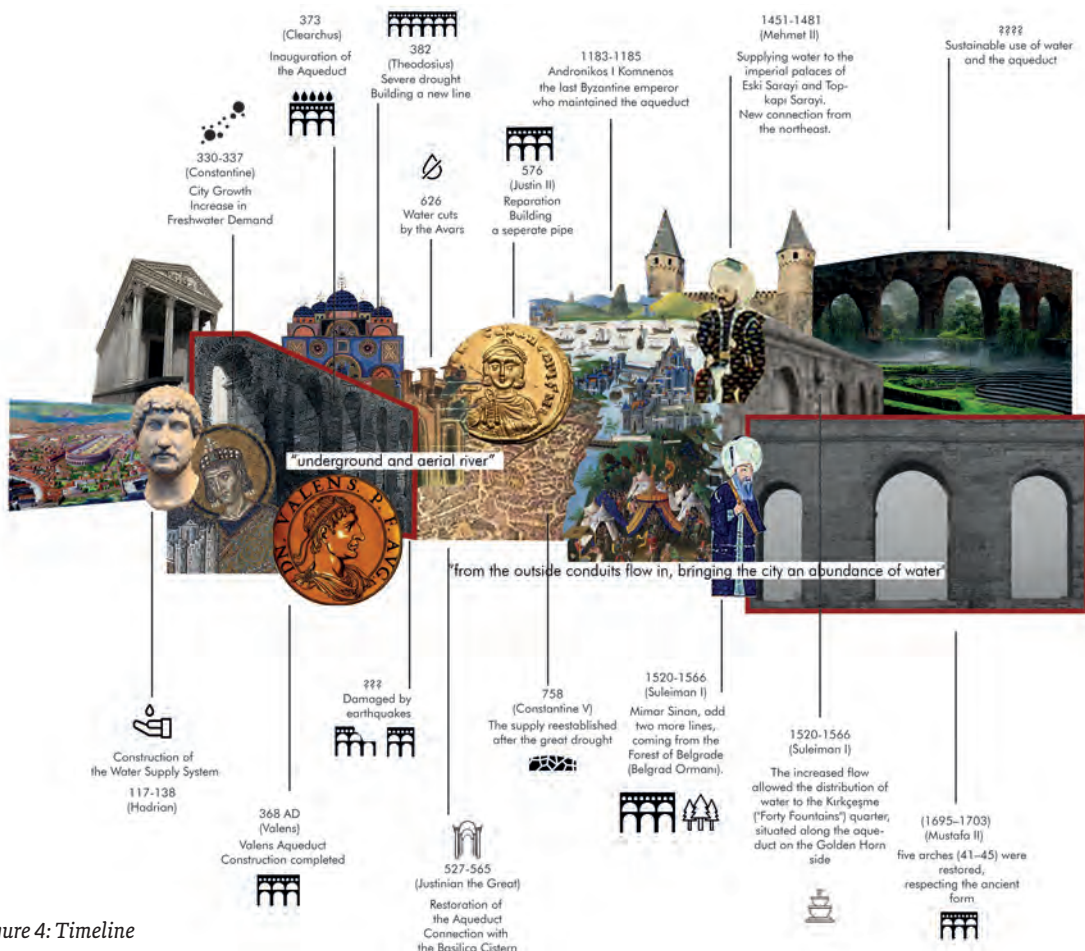 373
(Clearchus)
Inauguration of
the Aqueduct
382
(Theodosius)
Severe drought
Building a new line
330-337
(Constantine)
City Growth
Increase in
Freshwater Demand
626
Water cuts
by the Avars
576
(Justin II)
Reparation
Building
a seperate pipe
1183-1185
Andronikos I Komnenos
the last Byzantine emperor
who maintained the aqueduct
1451-1481
(Mehmet II)
Supplying water to the
imperial palaces of
Eski Sarayi and Top-
kapı Sarayi.
New connection from
the northeast.
????
Sustainable use of water
and the aqueduct
"underground and aerial river"
DN. VALENS. P. F. AVG.
"from the outside conduits flow in, bringing the city an abundance of water"
Construction of
the Water Supply System
117-138
(Hadrian)
368 AD
(Valens)
Valens Aqueduct
Construction completed
???
Damaged by
earthquakes
527-565
(Justinian the Great)
Restoration of
the Aqueduct
Connection with
the Basilica Cistern
758
(Constantine V)
The supply reestablished
after the great drought
1520-1566
(Suleiman I)
Mimar Sinan, add
two more lines,
coming from the
Forest of Belgrade
(Belgrad Ormanı).
1520-1566
(Suleiman I)
The increased flow
allowed the distribution of
water to the Kırkçeşme
("Forty Fountains") quarter,
situated along the aque-
duct on the Golden Horn
side
(1695–1703)
(Mustafa II)
five arches (41–45) were
restored,
respecting the ancient
form
gure 4: Timeline